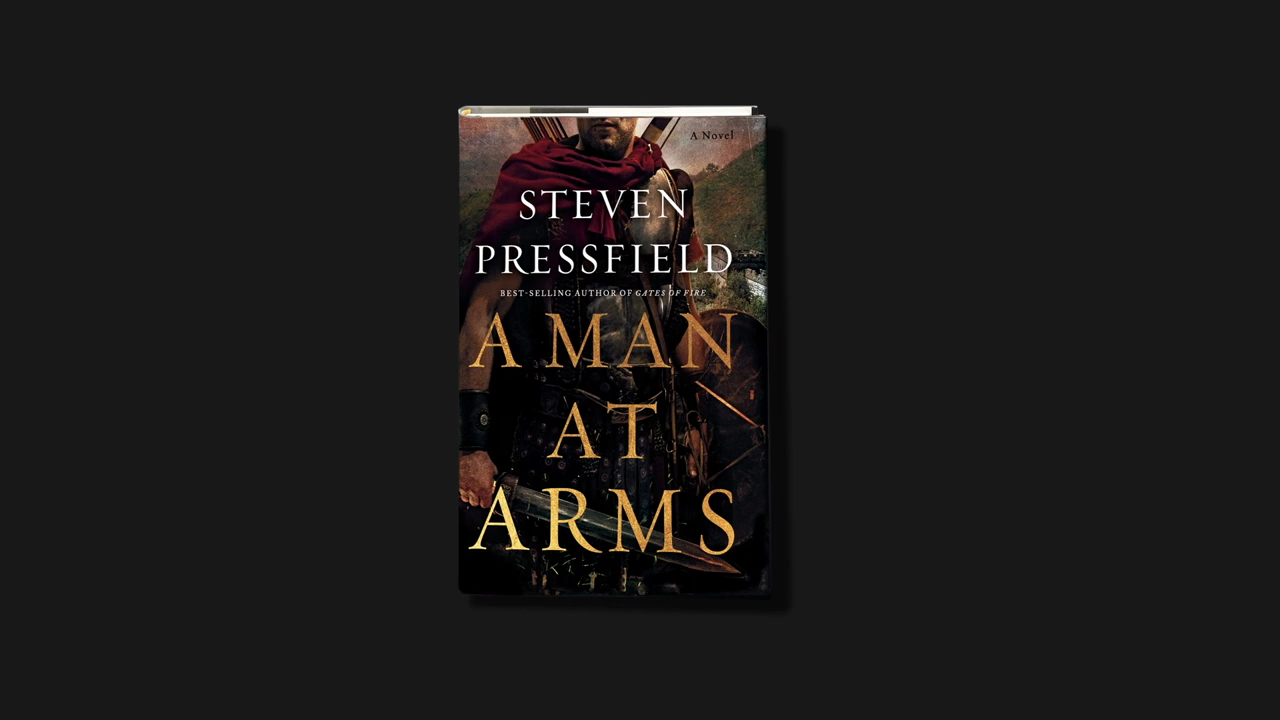 A Novel
STEVEN
PRESSFIELD
BEST-SELLING AUTHOR OF GATES OF FIRE
A MAN
AT
ARMS